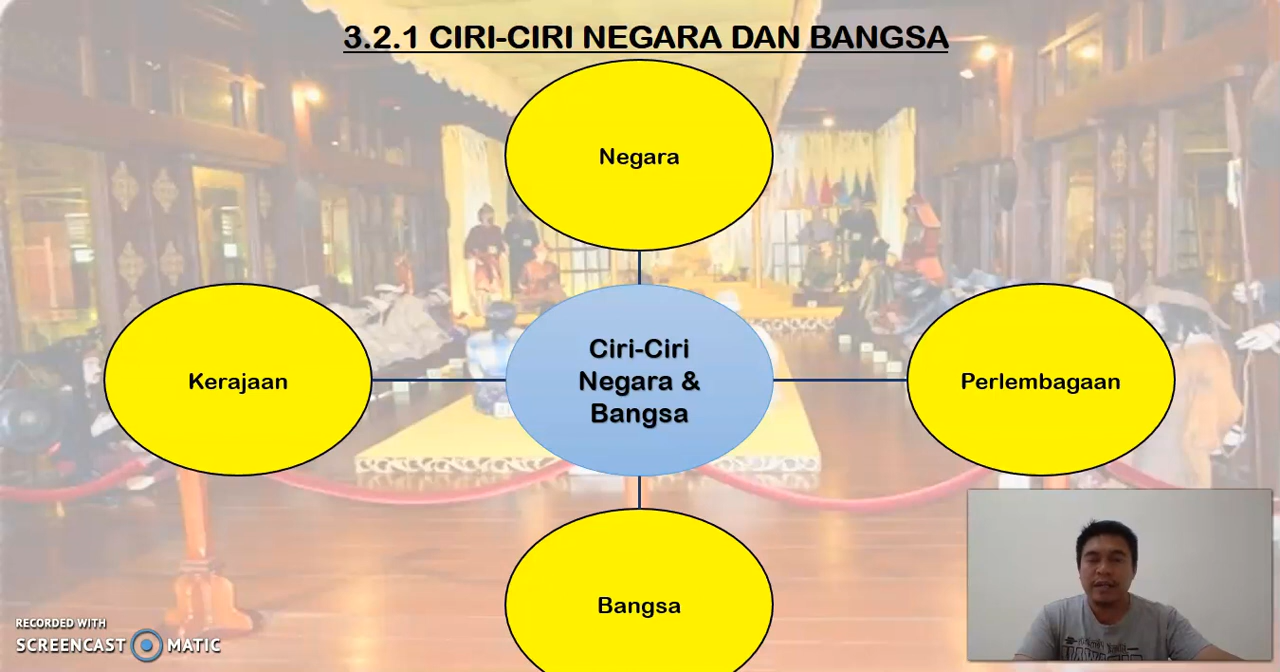 3.2.1 CIRI-CIRI NEGARA DAN BANGSA
Negara
Kerajaan
Ciri-Ciri
Negara &
Bangsa
Perlembagaan
Bangsa
RECORDED WITH
SCREENCAST MATIC